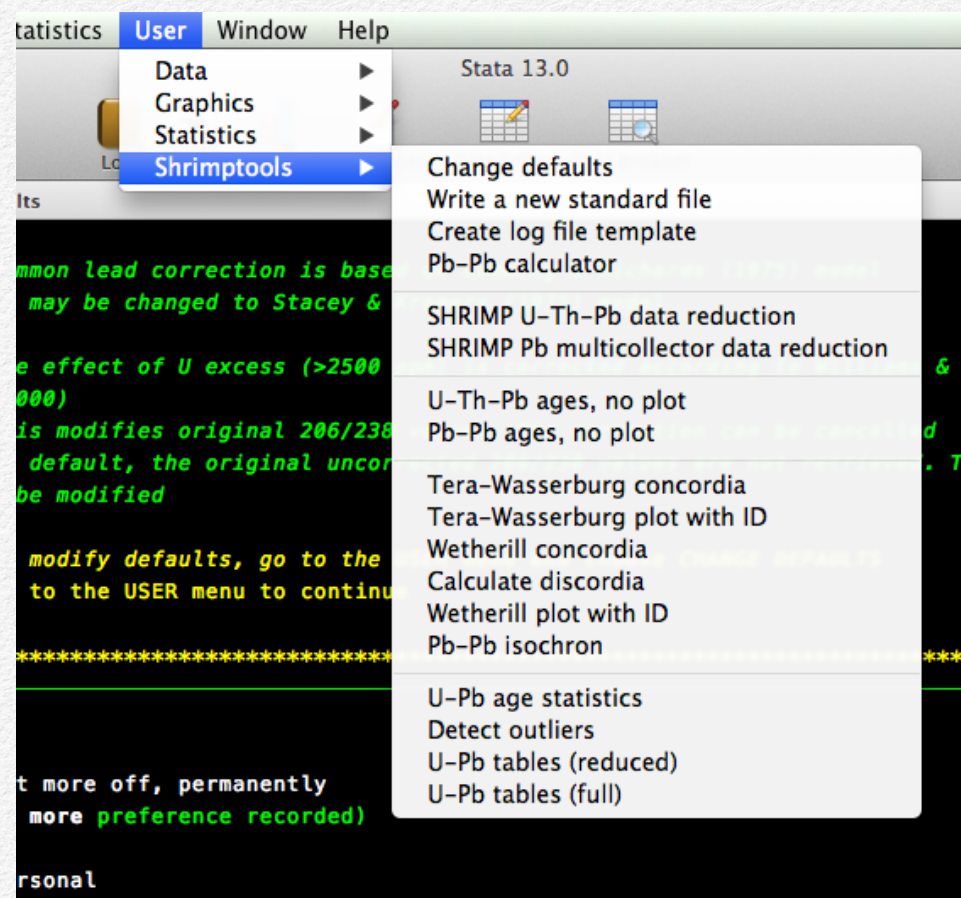 tatistics User Window Help
Stata 13.0
Data
Graphics
Statistics
Shrimptools
Lo
lts
Change defaults
Write a new standard file
Create log file template
Pb-Pb calculator
SHRIMP U-Th-Pb data reduction
SHRIMP Pb multicollector data reduction
U-Th-Pb ages, no plot
Pb-Pb ages, no plot
Tera-Wasserburg concordia
Tera-Wasserburg plot with ID
Wetherill concordia
Calculate discordia
Wetherill plot with ID
Pb-Pb isochron
U-Pb age statistics
Detect outliers
U-Pb tables (reduced)
U-Pb tables (full)
mmon lead correction is base
may be changed to Stacey &
e effect of U excess (>2500 &
000)
is modifies original 206/238 d
default, the original uncor . T
be modified
modify defaults, go to the CHANGE DEFAULTS
to the USER menu to continue
******************************
t more off, permanently
more preference recorded)
rsonal